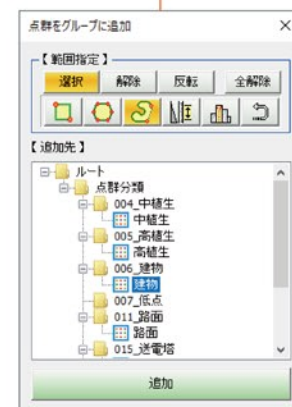 点群をグループに追加
【範囲指定】
選択 解除 反転 全解除
【追加先】
ルート
点群分類
004_中植生
中植生
005_高植生
高植生
006_建物
建物
007_低点
011_路面
路面
015_送電塔
追加